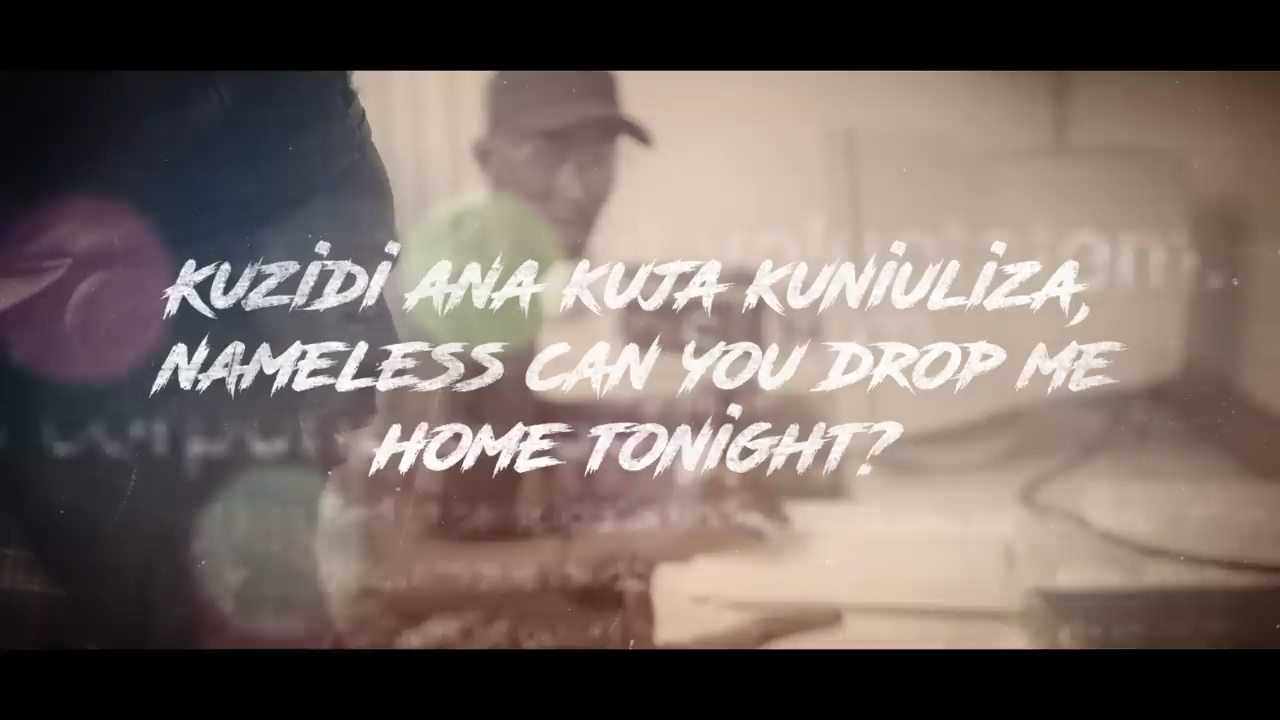 KUZIDI ANA KUJA KUNIULIZA,
NAMELESS CAN YOU DROP ME
HOME TONIGHT?